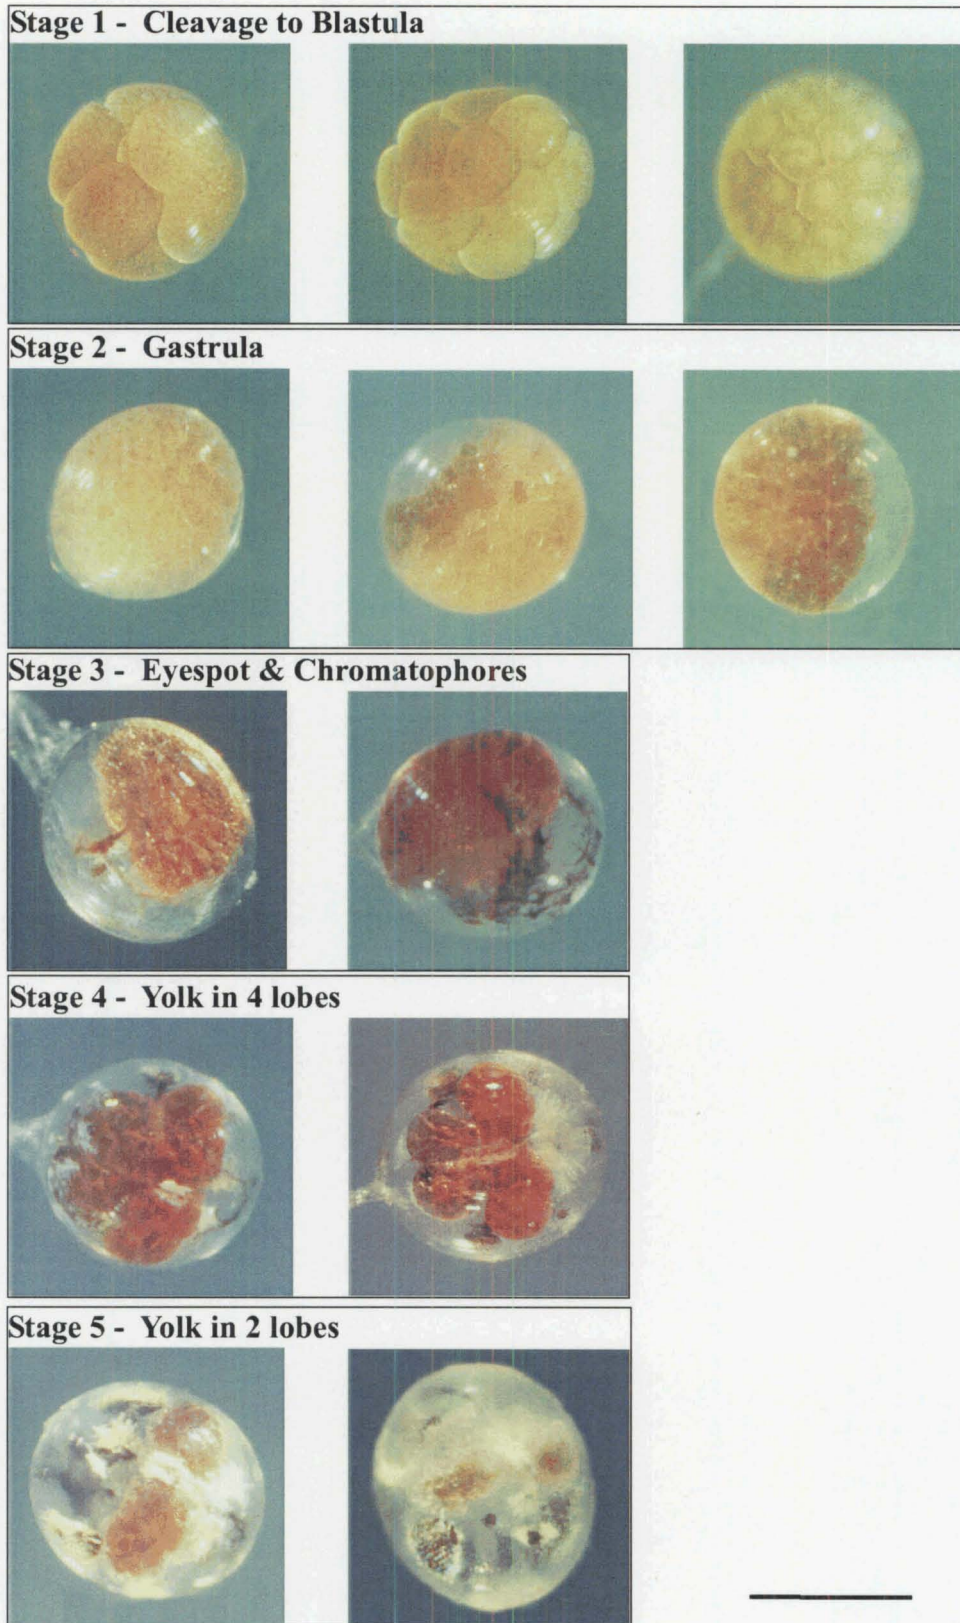 Stage 1 - Cleavage to Blastula
Stage 2 - Gastrula
Stage 3 - Eyespot & Chromatophores
Stage 4 - Yolk in 4 lobes
Stage 5 - Yolk in 2 lobes